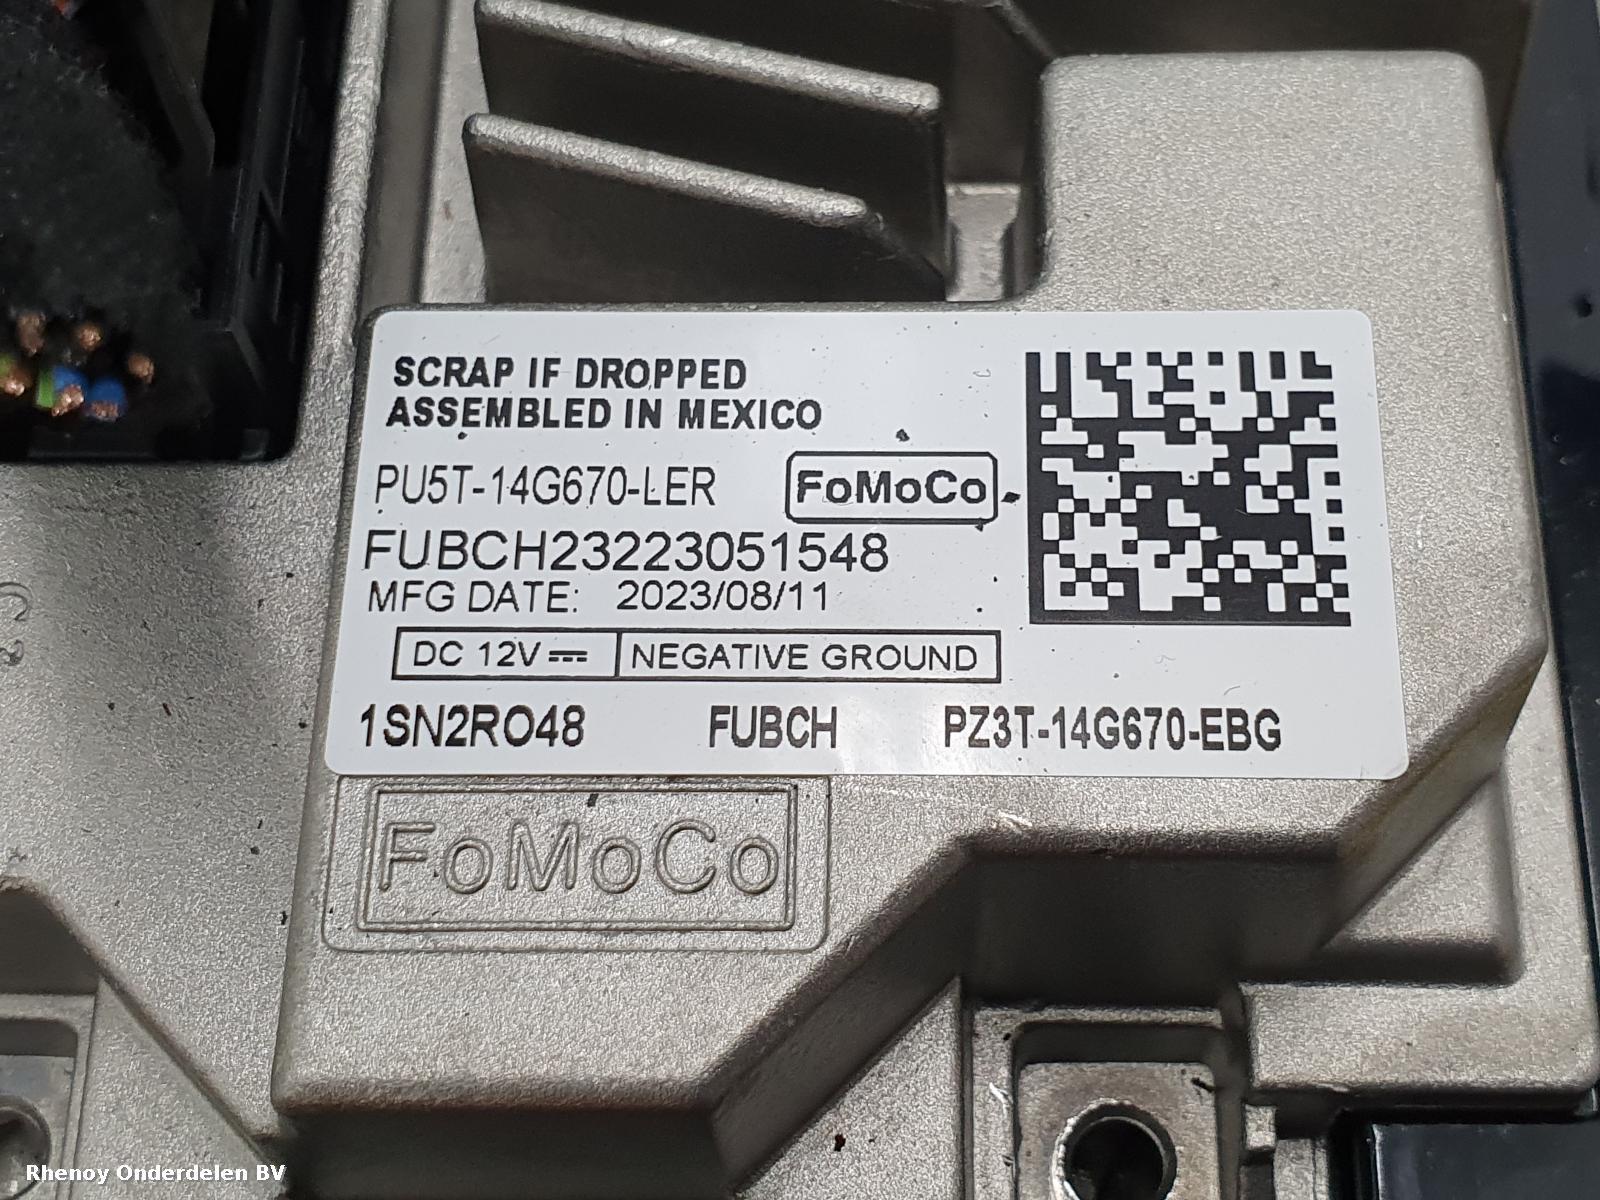 SCRAP IF DROPPED
ASSEMBLED IN MEXICO
PU5T-14G670-LER
FoMoCo
FUBCH23223051548
MFG DATE: 2023/08/11
DC 12V NEGATIVE GROUND
1SN2RO48 FUBCH PZ3T-14G670-EBG
FoMoCo
Rhenoy Onderdelen BV